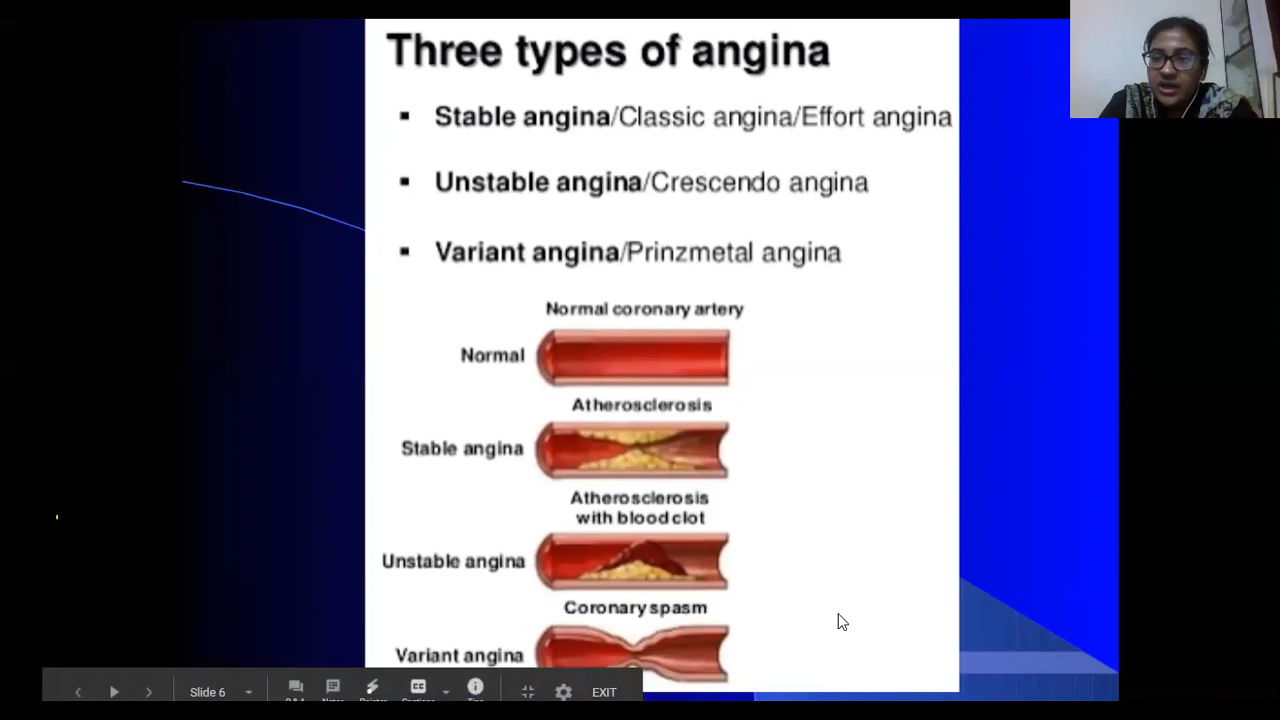 Three types of angina
▪ Stable angina/Classic angina/Effort angina
▪ Unstable angina/Crescendo angina
▪ Variant angina/Prinzmetal angina
Normal coronary artery
Normal
Atherosclerosis
Stable angina
Atherosclerosis
with blood clot
Unstable angina
Coronary spasm
Variant angina
Slide 6
EXIT